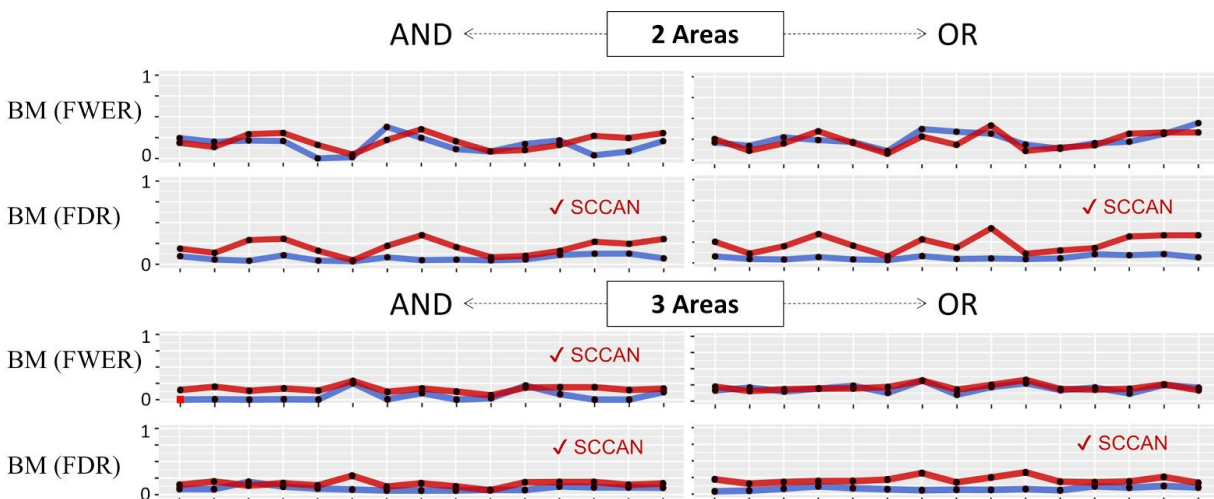 AND 2 Areas OR
1
BM (FWER)
0
1
BM (FDR) ✓ SCCAN ✓ SCCAN
0
AND 3 Areas OR
1
BM (FWER) ✓ SCCAN
0
1
BM (FDR) ✓ SCCAN ✓ SCCAN
0